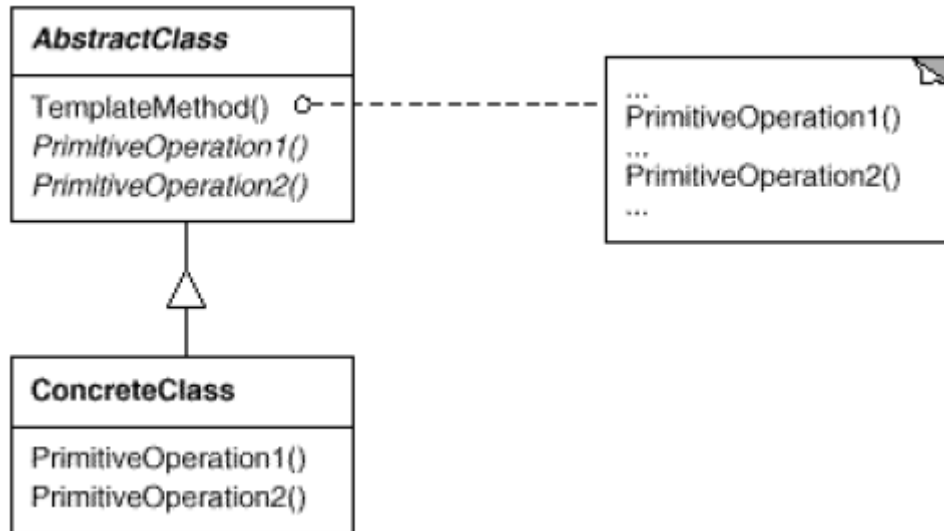 AbstractClass
TemplateMethod()
PrimitiveOperation1()
PrimitiveOperation2()
...
PrimitiveOperation1()
...
PrimitiveOperation2()
...
ConcreteClass
PrimitiveOperation1()
PrimitiveOperation2()